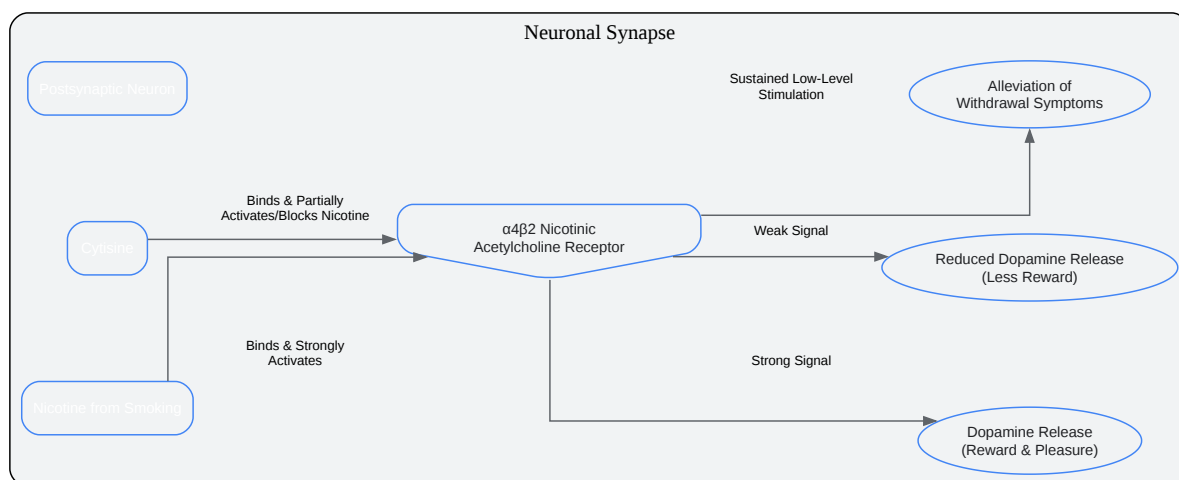 Neuronal Synapse
Postsynaptic Neuron
Sustained Low-Level
Stimulation
Alleviation of
Withdrawal Symptoms
Binds & Partially
Activates/Blocks Nicotine
Cytisine
α4β2 Nicotinic
Acetylcholine Receptor
Weak Signal
Reduced Dopamine Release
(Less Reward)
Binds & Strongly
Activates
Strong Signal
Nicotine from Smoking
Dopamine Release
(Reward & Pleasure)